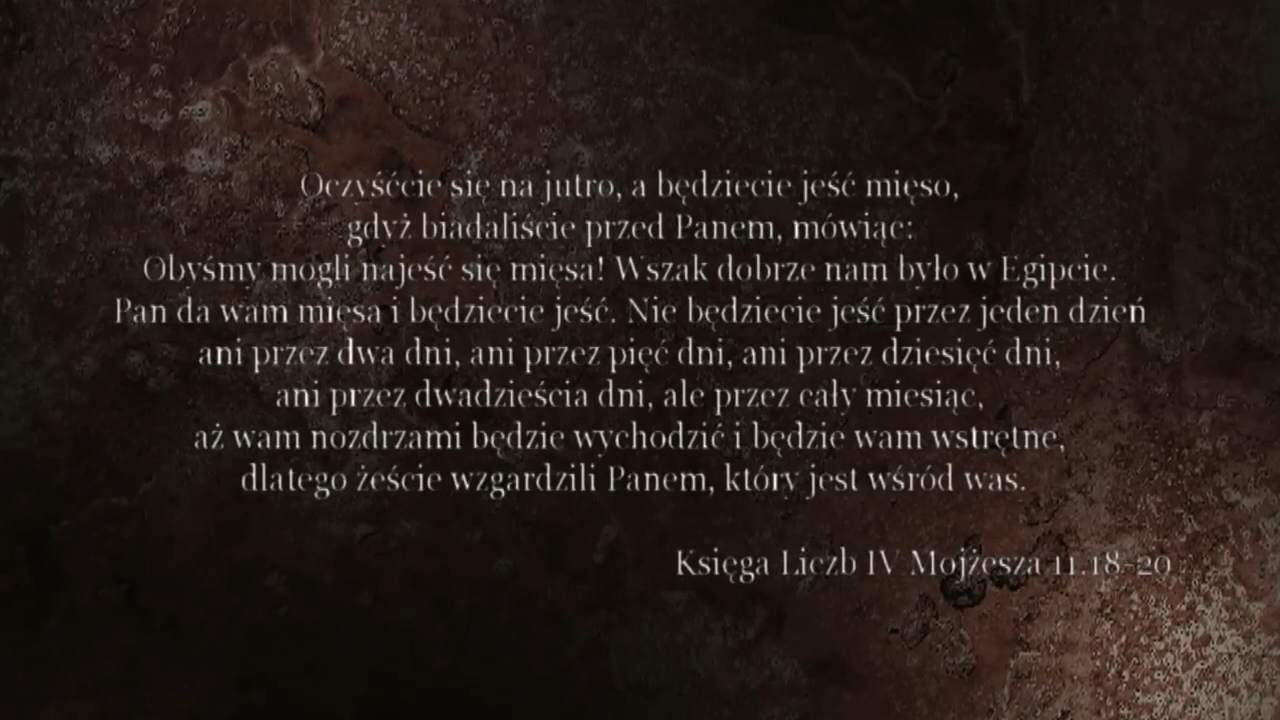 Oczyśćcie się na jutro, a będziecie jeść mięso,
gdyż biadaliście przed Panem, mówiąc:
Obyśmy mogli najeść się mięsa! Wszak dobrze nam było w Egipcie.
Pan da wam mięsa i będziecie jeść. Nie będziecie jeść przez jeden dzień
ani przez dwa dni, ani przez pięć dni, ani przez dziesięć dni,
ani przez dwadzieścia dni, ale przez cały miesiąc,
aż wam nozdrzami będzie wychodzić i będzie wam wstrętne,
dlatego żeście wzgardzili Panem, który jest wśród was.
Księga Liczb IV Mojżesza 11.18-20